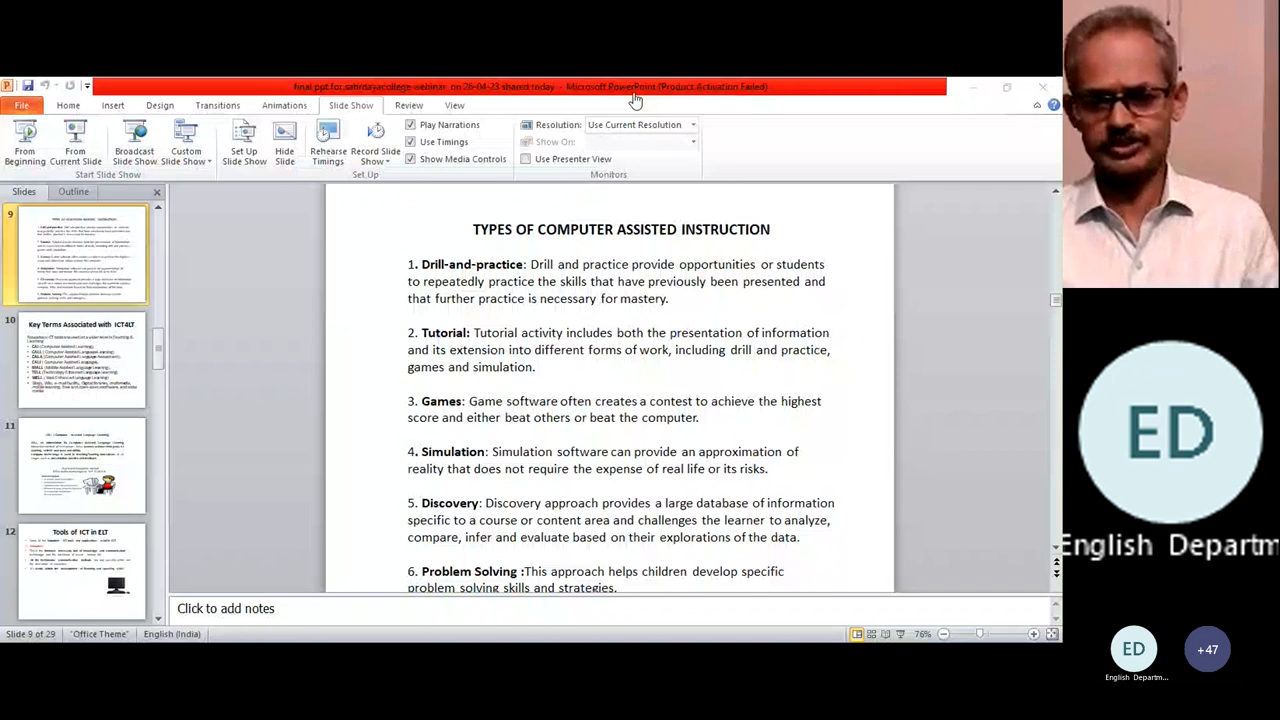 final ppt for sahrdayacollege webinar on 26-04-23 shared today - Microsoft PowerPoint (Product Activation Failed)
File Home Insert Design Transitions Animations Slide Show Review View
From Beginning
From Current Slide
Broadcast Slide Show
Custom Slide Show
Set Up Slide Show
Hide Slide
Rehearse Timings
Record Slide Show
Play Narrations
Use Timings
Show Media Controls
Resolution: Use Current Resolution
Show On:
Use Presenter View
Start Slide Show
Set Up
Monitors
Slides Outline
9
10
Key Terms Associated with ICT4LT
11
12
Tools of ICT in ELT
TYPES OF COMPUTER ASSISTED INSTRUCTION
1. Drill-and-practice: Drill and practice provide opportunities or students
to repeatedly practice the skills that have previously been presented and
that further practice is necessary for mastery.
2. Tutorial: Tutorial activity includes both the presentation of information
and its extension into different forms of work, including drill and practice,
games and simulation.
3. Games: Game software often creates a contest to achieve the highest
score and either beat others or beat the computer.
4. Simulation: Simulation software can provide an approximation of
reality that does not require the expense of real life or its risks.
5. Discovery: Discovery approach provides a large database of information
specific to a course or content area and challenges the learner to analyze,
compare, infer and evaluate based on their explorations of the data.
6. Problem Solving :This approach helps children develop specific
problem solving skills and strategies.
Click to add notes
Slide 9 of 29 "Office Theme" English (India)
76%
ED
English Departm
ED
+47
English Departm...